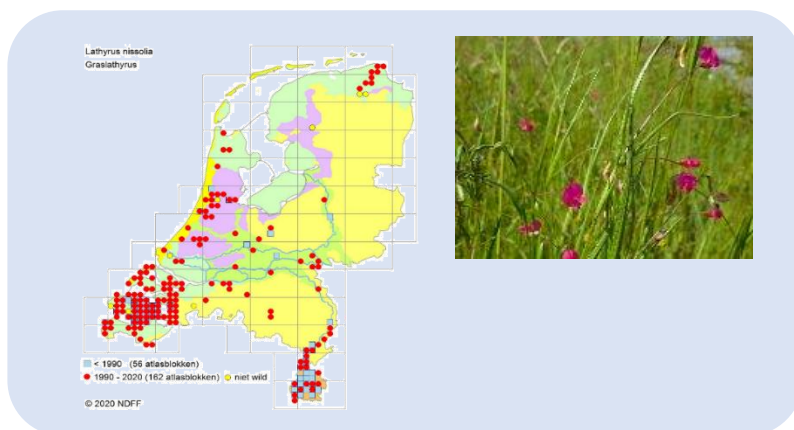 Lathyrus nissolia
Graslathyrus
< 1990 (56 atlasblokken)
1990 - 2020 (162 atlasblokken) niet wild
© 2020 NDFF